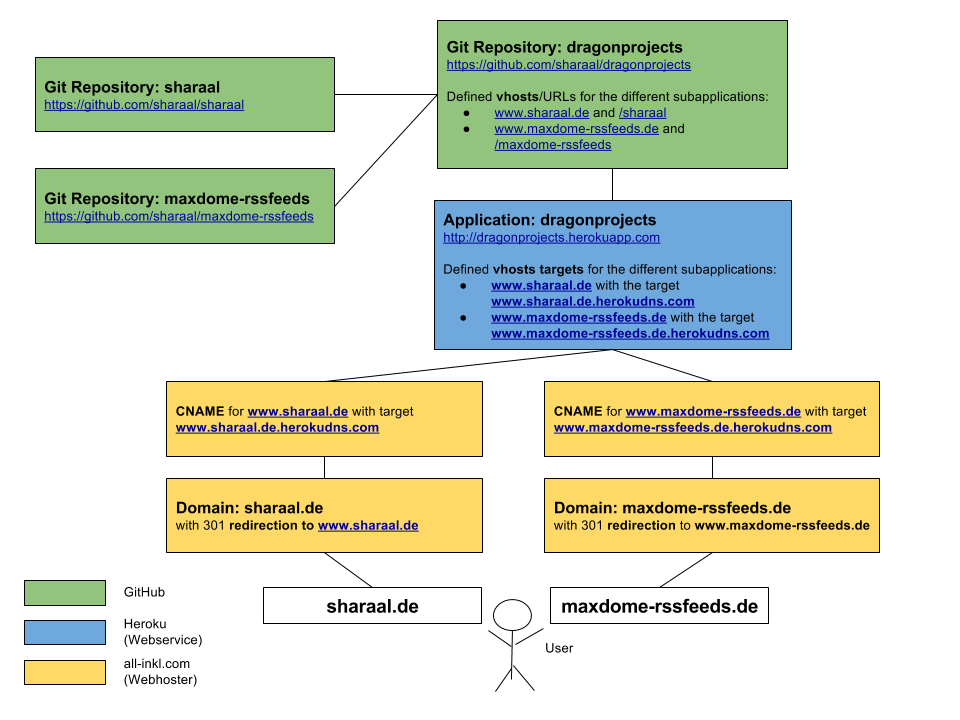 Git Repository: sharaal
https://github.com/sharaal/sharaal
Git Repository: maxdome-rssfeeds
https://github.com/sharaal/maxdome-rssfeeds
Git Repository: dragonprojects
https://github.com/sharaal/dragonprojects
Defined vhosts/URLs for the different subapplications:
● www.sharaal.de and /sharaal
● www.maxdome-rssfeeds.de and
/maxdome-rssfeeds
Application: dragonprojects
http://dragonprojects.herokuapp.com
Defined vhosts targets for the different subapplications:
● www.sharaal.de with the target
www.sharaal.de.herokudns.com
● www.maxdome-rssfeeds.de with the target
www.maxdome-rssfeeds.de.herokudns.com
CNAME for www.sharaal.de with target
www.sharaal.de.herokudns.com
CNAME for www.maxdome-rssfeeds.de with target
www.maxdome-rssfeeds.de.herokudns.com
Domain: sharaal.de
with 301 redirection to www.sharaal.de
Domain: maxdome-rssfeeds.de
with 301 redirection to www.maxdome-rssfeeds.de
sharaal.de
maxdome-rssfeeds.de
User
GitHub
Heroku
(Webservice)
all-inkl.com
(Webhoster)